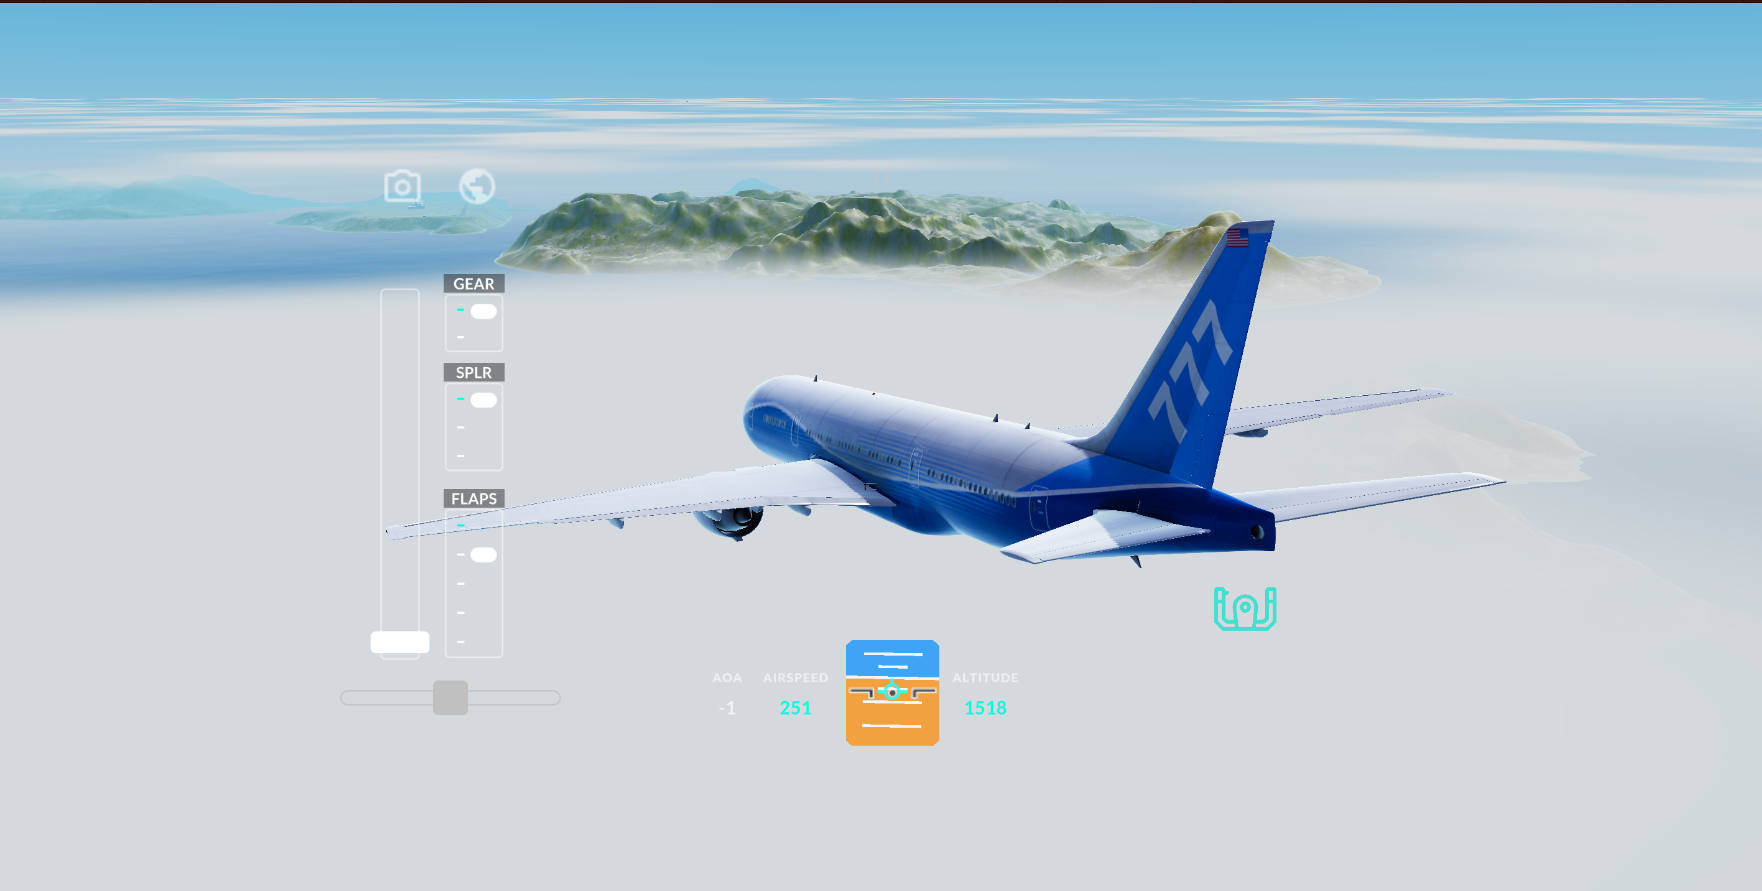 GEAR
SPLR
FLAPS
777
AOA AIRSPEED ALTITUDE
-1 251 1518